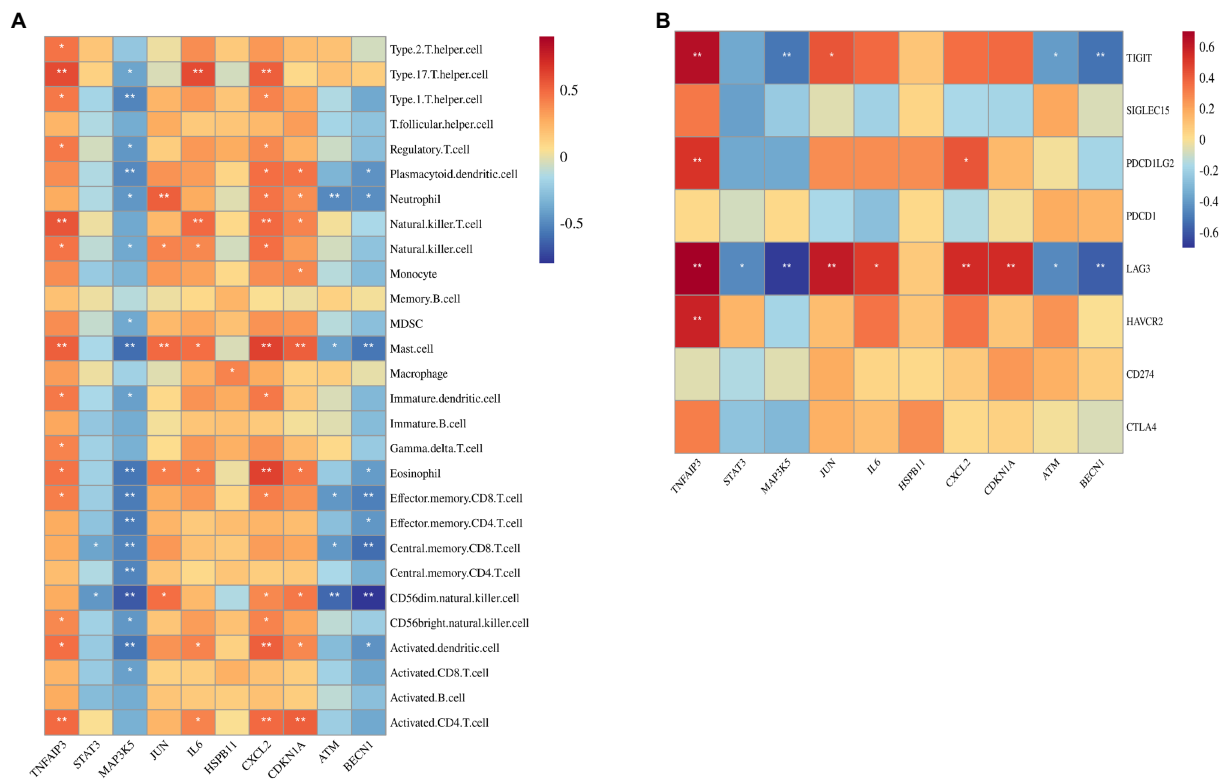 A
* Type.2.T.helper.cell
** * ** ** Type.17.T.helper.cell
* ** * Type.1.T.helper.cell
T.follicular.helper.cell
* * * Regulatory.T.cell
** * * * Plasmacytoid.dendritic.cell
* ** * * ** * Neutrophil
** ** ** * Natural.killer.T.cell
* * * * * Natural.killer.cell
* Monocyte
Memory.B.cell
* MDSC
** ** ** * ** ** * ** Mast.cell
* Macrophage
* * * Immature.dendritic.cell
Immature.B.cell
* Gamma.delta.T.cell
* ** * * ** * * Eosinophil
* ** * * ** Effector.memory.CD8.T.cell
** * Effector.memory.CD4.T.cell
* ** * ** Central.memory.CD8.T.cell
** Central.memory.CD4.T.cell
* ** * * * ** ** CD56dim.natural.killer.cell
* * * CD56bright.natural.killer.cell
* ** * ** * * Activated.dendritic.cell
* Activated.CD8.T.cell
Activated.B.cell
** * ** ** Activated.CD4.T.cell
TNFAIP3 STAT3 MAP3K5 JUN IL6 HSPB11 CXCL2 CDKN1A ATM BECN1
0.5
0
-0.5
B
** ** * * ** TIGIT
SIGLEC15
** * PDCD1LG2
PDCD1
** * ** ** * ** ** * ** LAG3
** HAVCR2
CD274
CTLA4
TNFAIP3 STAT3 MAP3K5 JUN IL6 HSPB11 CXCL2 CDKN1A ATM BECN1
0.6
0.4
0.2
0
-0.2
-0.4
-0.6